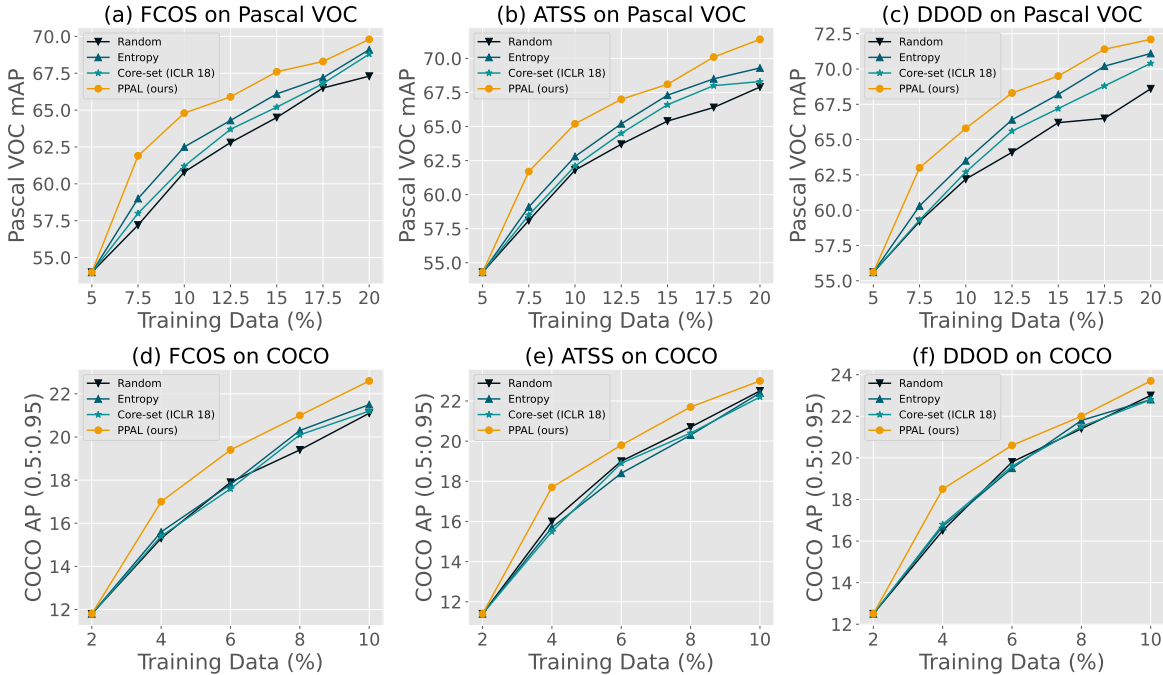 (a) FCOS on Pascal VOC
Pascal VOC mAP
70.0
67.5
65.0
62.5
60.0
57.5
55.0
Random
Entropy
Core-set (ICLR 18)
PPAL (ours)
5 7.5 10 12.5 15 17.5 20
Training Data (%)
(b) ATSS on Pascal VOC
Pascal VOC mAP
70.0
67.5
65.0
62.5
60.0
57.5
55.0
Random
Entropy
Core-set (ICLR 18)
PPAL (ours)
5 7.5 10 12.5 15 17.5 20
Training Data (%)
(c) DDOD on Pascal VOC
Pascal VOC mAP
72.5
70.0
67.5
65.0
62.5
60.0
57.5
55.0
Random
Entropy
Core-set (ICLR 18)
PPAL (ours)
5 7.5 10 12.5 15 17.5 20
Training Data (%)
(d) FCOS on COCO
COCO AP (0.5:0.95)
22
20
18
16
14
12
Random
Entropy
Core-set (ICLR 18)
PPAL (ours)
2 4 6 8 10
Training Data (%)
(e) ATSS on COCO
COCO AP (0.5:0.95)
22
20
18
16
14
12
Random
Entropy
Core-set (ICLR 18)
PPAL (ours)
2 4 6 8 10
Training Data (%)
(f) DDOD on COCO
COCO AP (0.5:0.95)
24
22
20
18
16
14
12
Random
Entropy
Core-set (ICLR 18)
PPAL (ours)
2 4 6 8 10
Training Data (%)